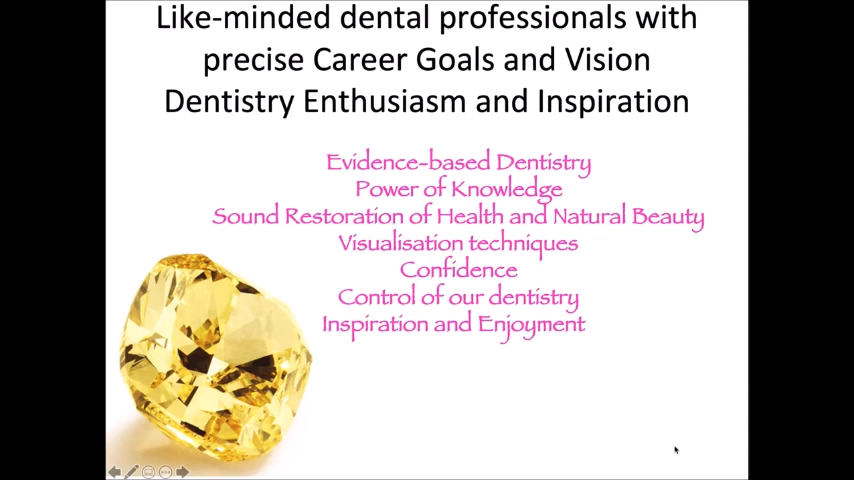 Like-minded dental professionals with
precise Career Goals and Vision
Dentistry Enthusiasm and Inspiration
Evidence-based Dentistry
Power of Knowledge
Sound Restoration of Health and Natural Beauty
Visualisation techniques
Confidence
Control of our dentistry
Inspiration and Enjoyment